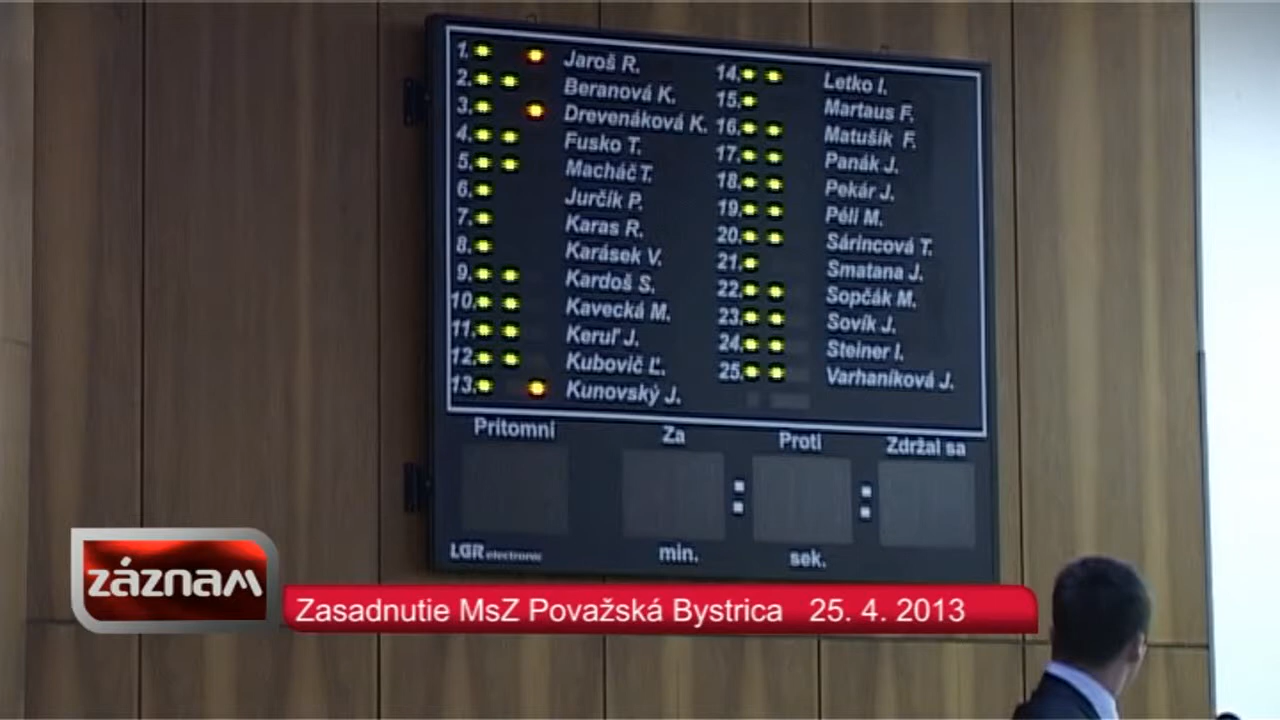 1. Jaroš R.
2. Beranová K.
3. Drevenáková K.
4. Fusko T.
5. Macháč T.
6. Jurčík P.
7. Karas R.
8. Karásek V.
9. Kardoš S.
10. Kavecká M.
11. Keruľ J.
12. Kubovič Ľ.
13. Kunovský J.
14. Letko I.
15. Martaus F.
16. Matušík F.
17. Panák J.
18. Pekár J.
19. Péli M.
20. Sárincová T.
21. Smatana J.
22. Sopčák M.
23. Sovík J.
24. Steiner I.
25. Varhaníková J.
Prítomní Za Proti Zdržal sa
LGR electronic min. sek.
záznam
Zasadnutie MsZ Považská Bystrica 25. 4. 2013